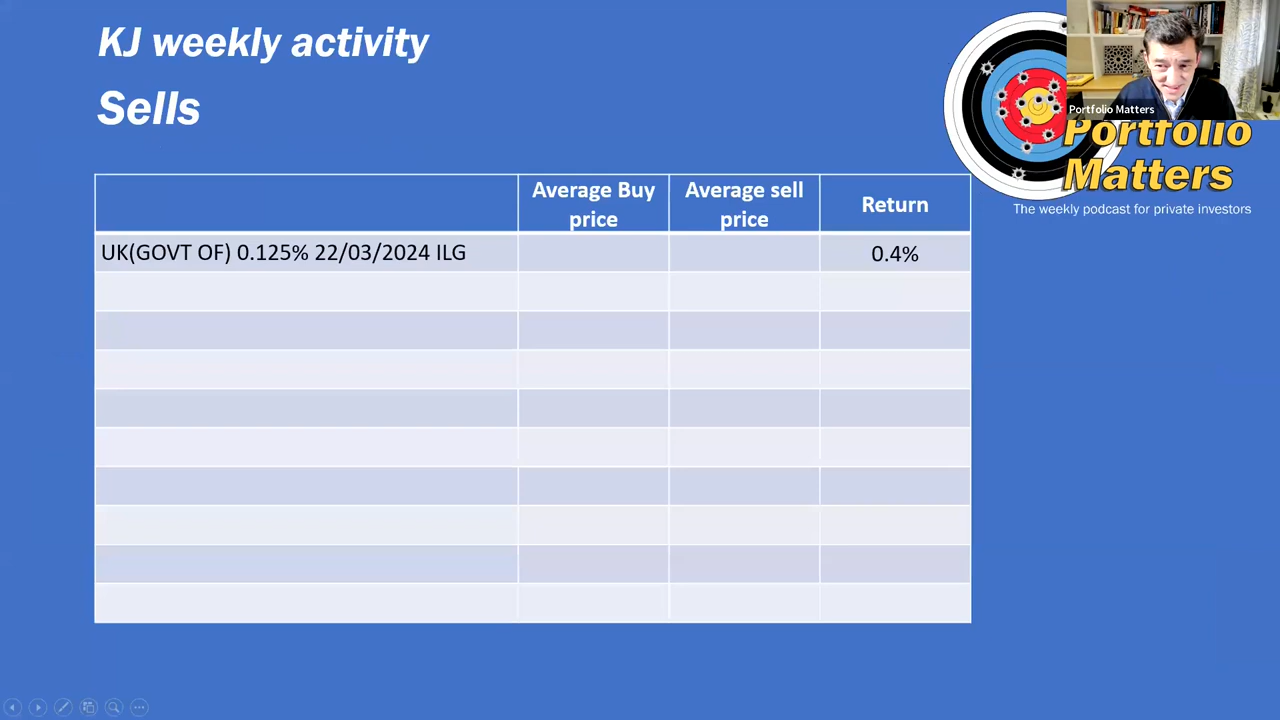 KJ weekly activity
Sells
Portfolio Matters
Portfolio
Matters
The weekly podcast for private investors
Average Buy
price
Average sell
price
Return
UK(GOVT OF) 0.125% 22/03/2024 ILG
0.4%